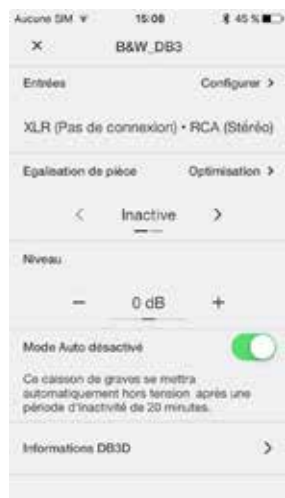 Aucune SIM 15:08 45 %
× B&W_DB3
Entrées Configurer >
XLR (Pas de connexion) • RCA (Stéréo)
Egalisation de pièce Optimisation >
< Inactive >
Niveau
− 0 dB +
Mode Auto désactivé
Ce caisson de graves se mettra
automatiquement hors tension après une
période d'inactivité de 20 minutes.
Informations DB3D >